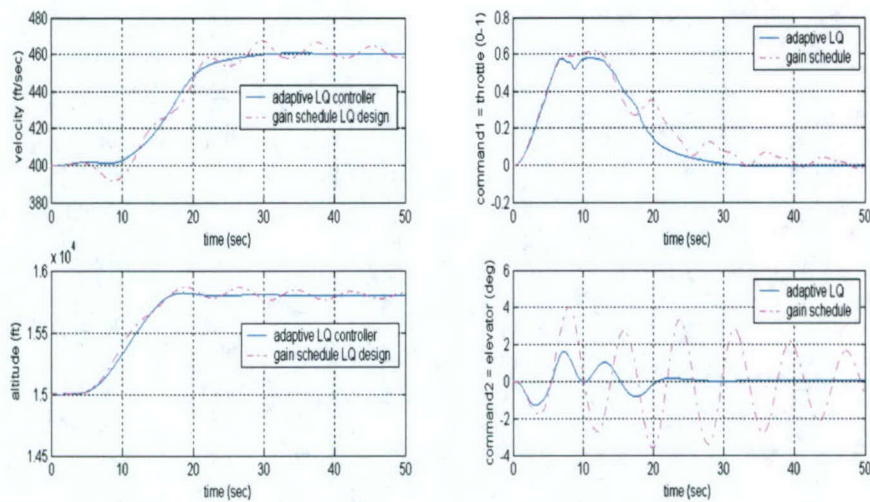 480
460
440
420
400
380
velocity (ft/sec)
adaptive LQ controller
gain schedule LQ design
0 10 20 30 40 50
time (sec)
0.8
0.6
0.4
0.2
0
-0.2
command1 = throttle (0-1)
adaptive LQ
gain schedule
0 10 20 30 40 50
time (sec)
x 10⁴
1.6
1.55
1.5
1.45
altitude (ft)
adaptive LQ controller
gain schedule LQ design
0 10 20 30 40 50
time (sec)
6
4
2
0
-2
-4
command2 = elevator (deg)
adaptive LQ
gain schedule
0 10 20 30 40 50
time (sec)